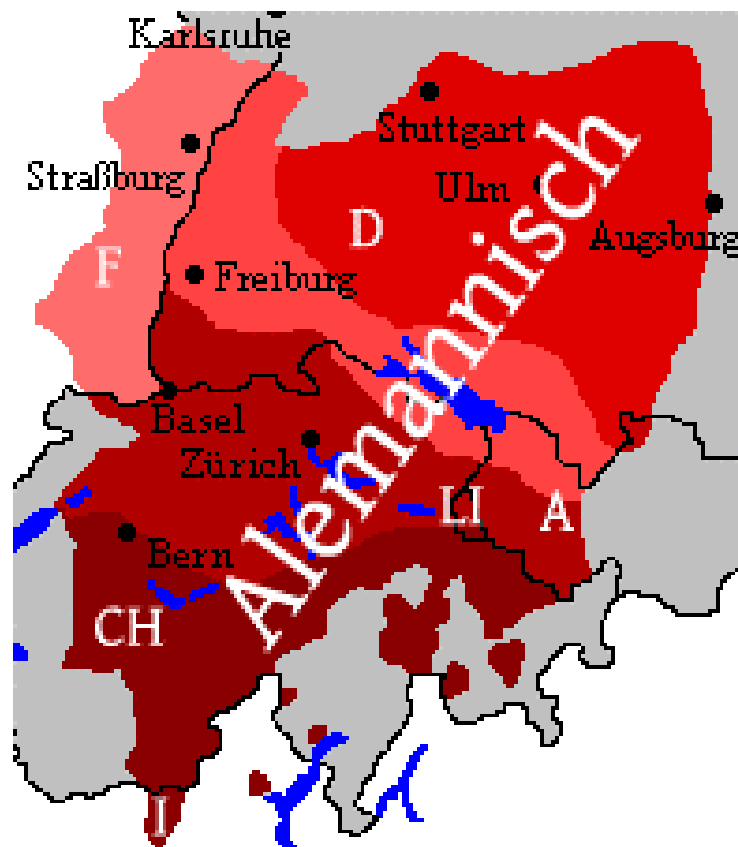 Karlsruhe
Stuttgart
Straßburg
Ulm
D
Augsburg
F
Freiburg
Alemannisch
Basel
Zürich
LI
A
Bern
CH
I